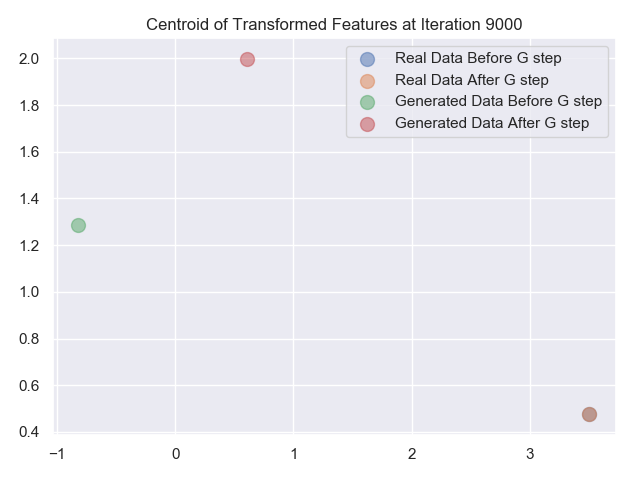 Centroid of Transformed Features at Iteration 9000
Real Data Before G step
Real Data After G step
Generated Data Before G step
Generated Data After G step
2.0
1.8
1.6
1.4
1.2
1.0
0.8
0.6
0.4
−1 0 1 2 3